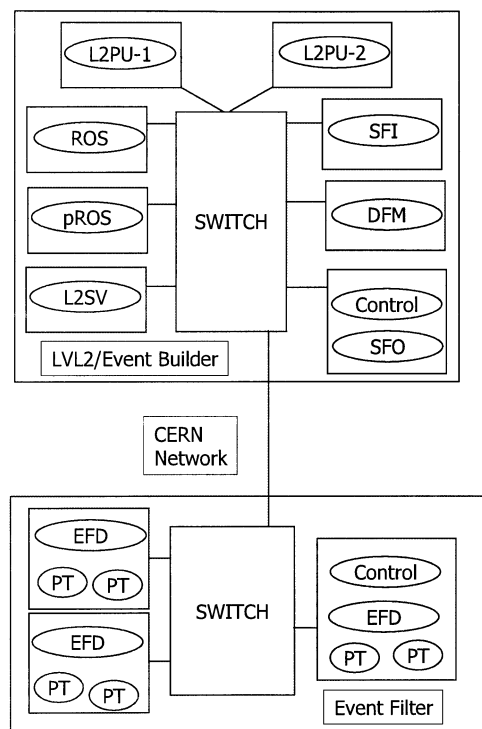 L2PU-1
L2PU-2
ROS
SFI
pROS
SWITCH
DFM
L2SV
Control
SFO
LVL2/Event Builder
CERN
Network
EFD
PT
PT
SWITCH
Control
EFD
PT
PT
EFD
PT
PT
Event Filter